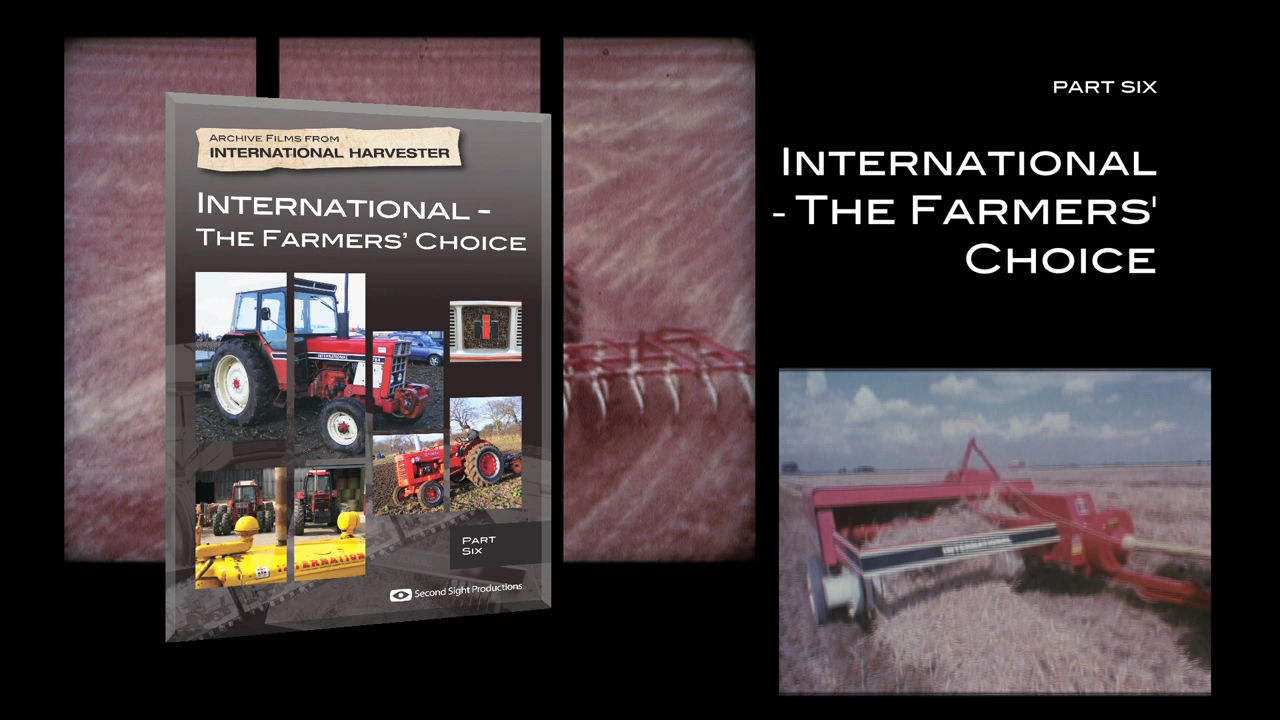 PART SIX
INTERNATIONAL
- THE FARMERS'
CHOICE
ARCHIVE FILMS FROM
INTERNATIONAL HARVESTER
INTERNATIONAL –
THE FARMERS' CHOICE
INTERNATIONAL
PART
SIX
Second Sight Productions
INTERNATIONAL